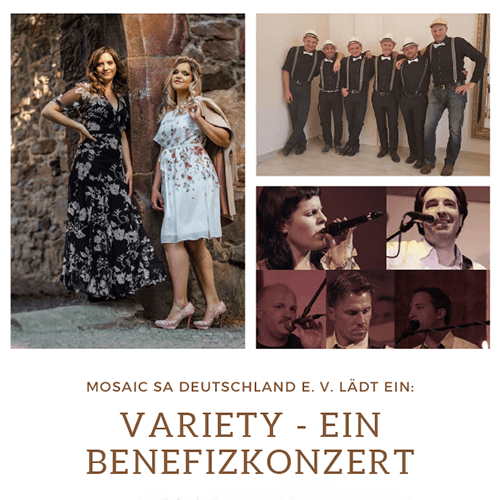 MOSAIC SA DEUTSCHLAND E. V. LÄDT EIN:
VARIETY - EIN
BENEFIZKONZERT